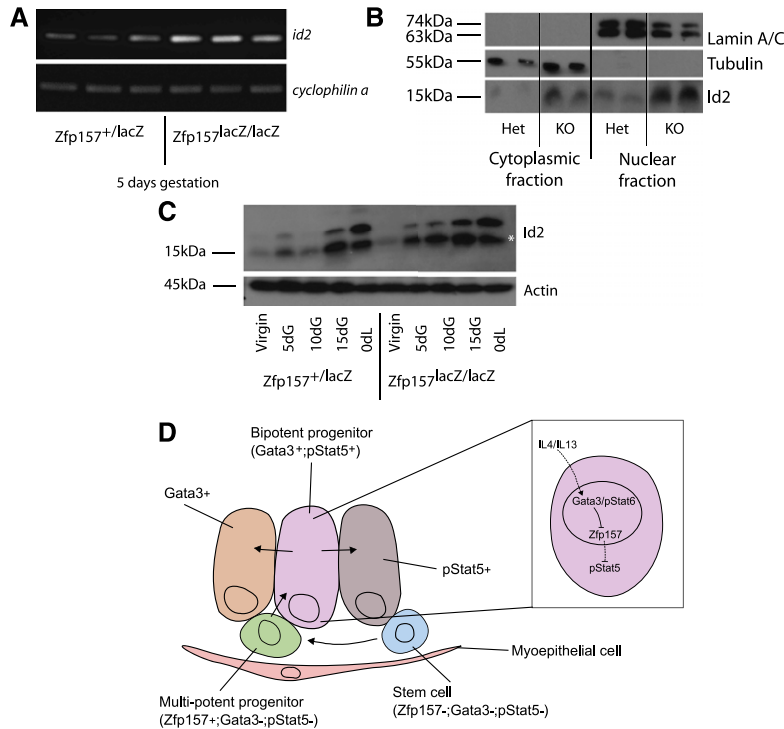 A
id2
cyclophilin a
Zfp157+/lacZ
Zfp157lacZ/lacZ
5 days gestation
B
74kDa
63kDa
55kDa
15kDa
Lamin A/C
Tubulin
Id2
Het
KO
Het
KO
Cytoplasmic
fraction
Nuclear
fraction
C
15kDa
45kDa
Id2
*
Actin
Virgin
5dG
10dG
15dG
0dL
Virgin
5dG
10dG
15dG
0dL
Zfp157+/lacZ
Zfp157lacZ/lacZ
D
Bipotent progenitor
(Gata3+;pStat5+)
Gata3+
pStat5+
IL4/IL13
Gata3/pStat6
Zfp157
pStat5
Myoepithelial cell
Multi-potent progenitor
(Zfp157+;Gata3-;pStat5-)
Stem cell
(Zfp157-;Gata3-;pStat5-)